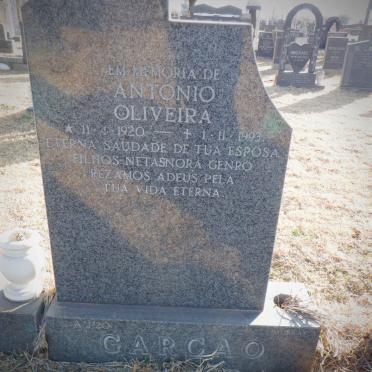 EM MEMORIA DE
ANTONIO
OLIVEIRA
★ 11·4·1920 — + 1·11·1993
ETERNA SAUDADE DE TUA ESPOSA
FILHOS·NETAS NORA GENRO
REZAMOS ADEUS PELA
TUA VIDA ETERNA
GARCAO